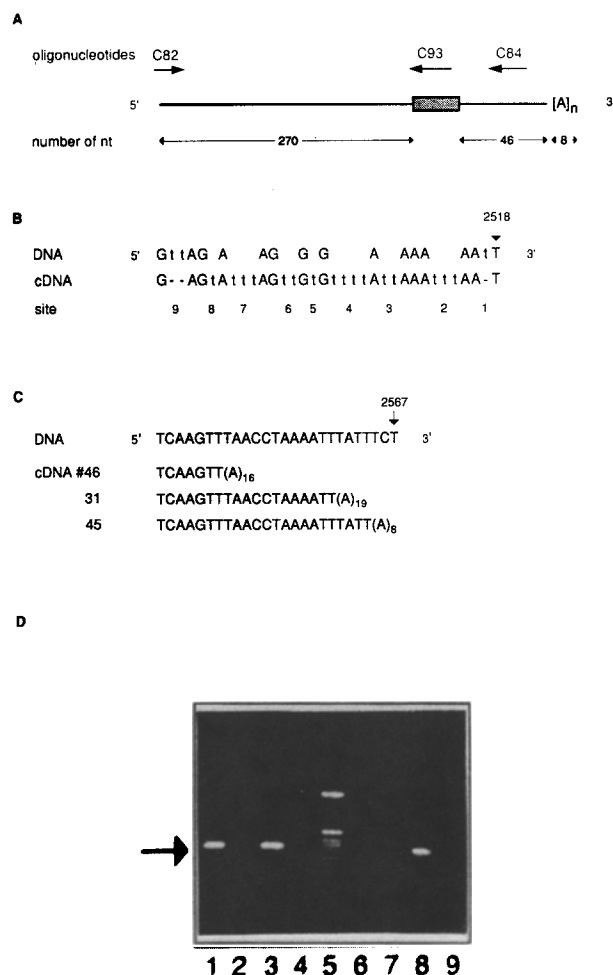 A
oligonucleotides C82 C93 C84
5' [A]n 3
number of nt 270 46 8
B
2518
DNA 5' GttAG A AG G G A AAA AAtT 3'
cDNA G--AGtAtttAGttGtGttttAttAAAtttAA-T
site 9 8 7 6 5 4 3 2 1
C
2567
DNA 5' TCAAGTTTAACCTAAAATTTATTTCT 3'
cDNA #46 TCAAGTT(A)16
31 TCAAGTTTAACCTAAAATT(A)19
45 TCAAGTTTAACCTAAAATTTATT(A)8
D
1 2 3 4 5 6 7 8 9